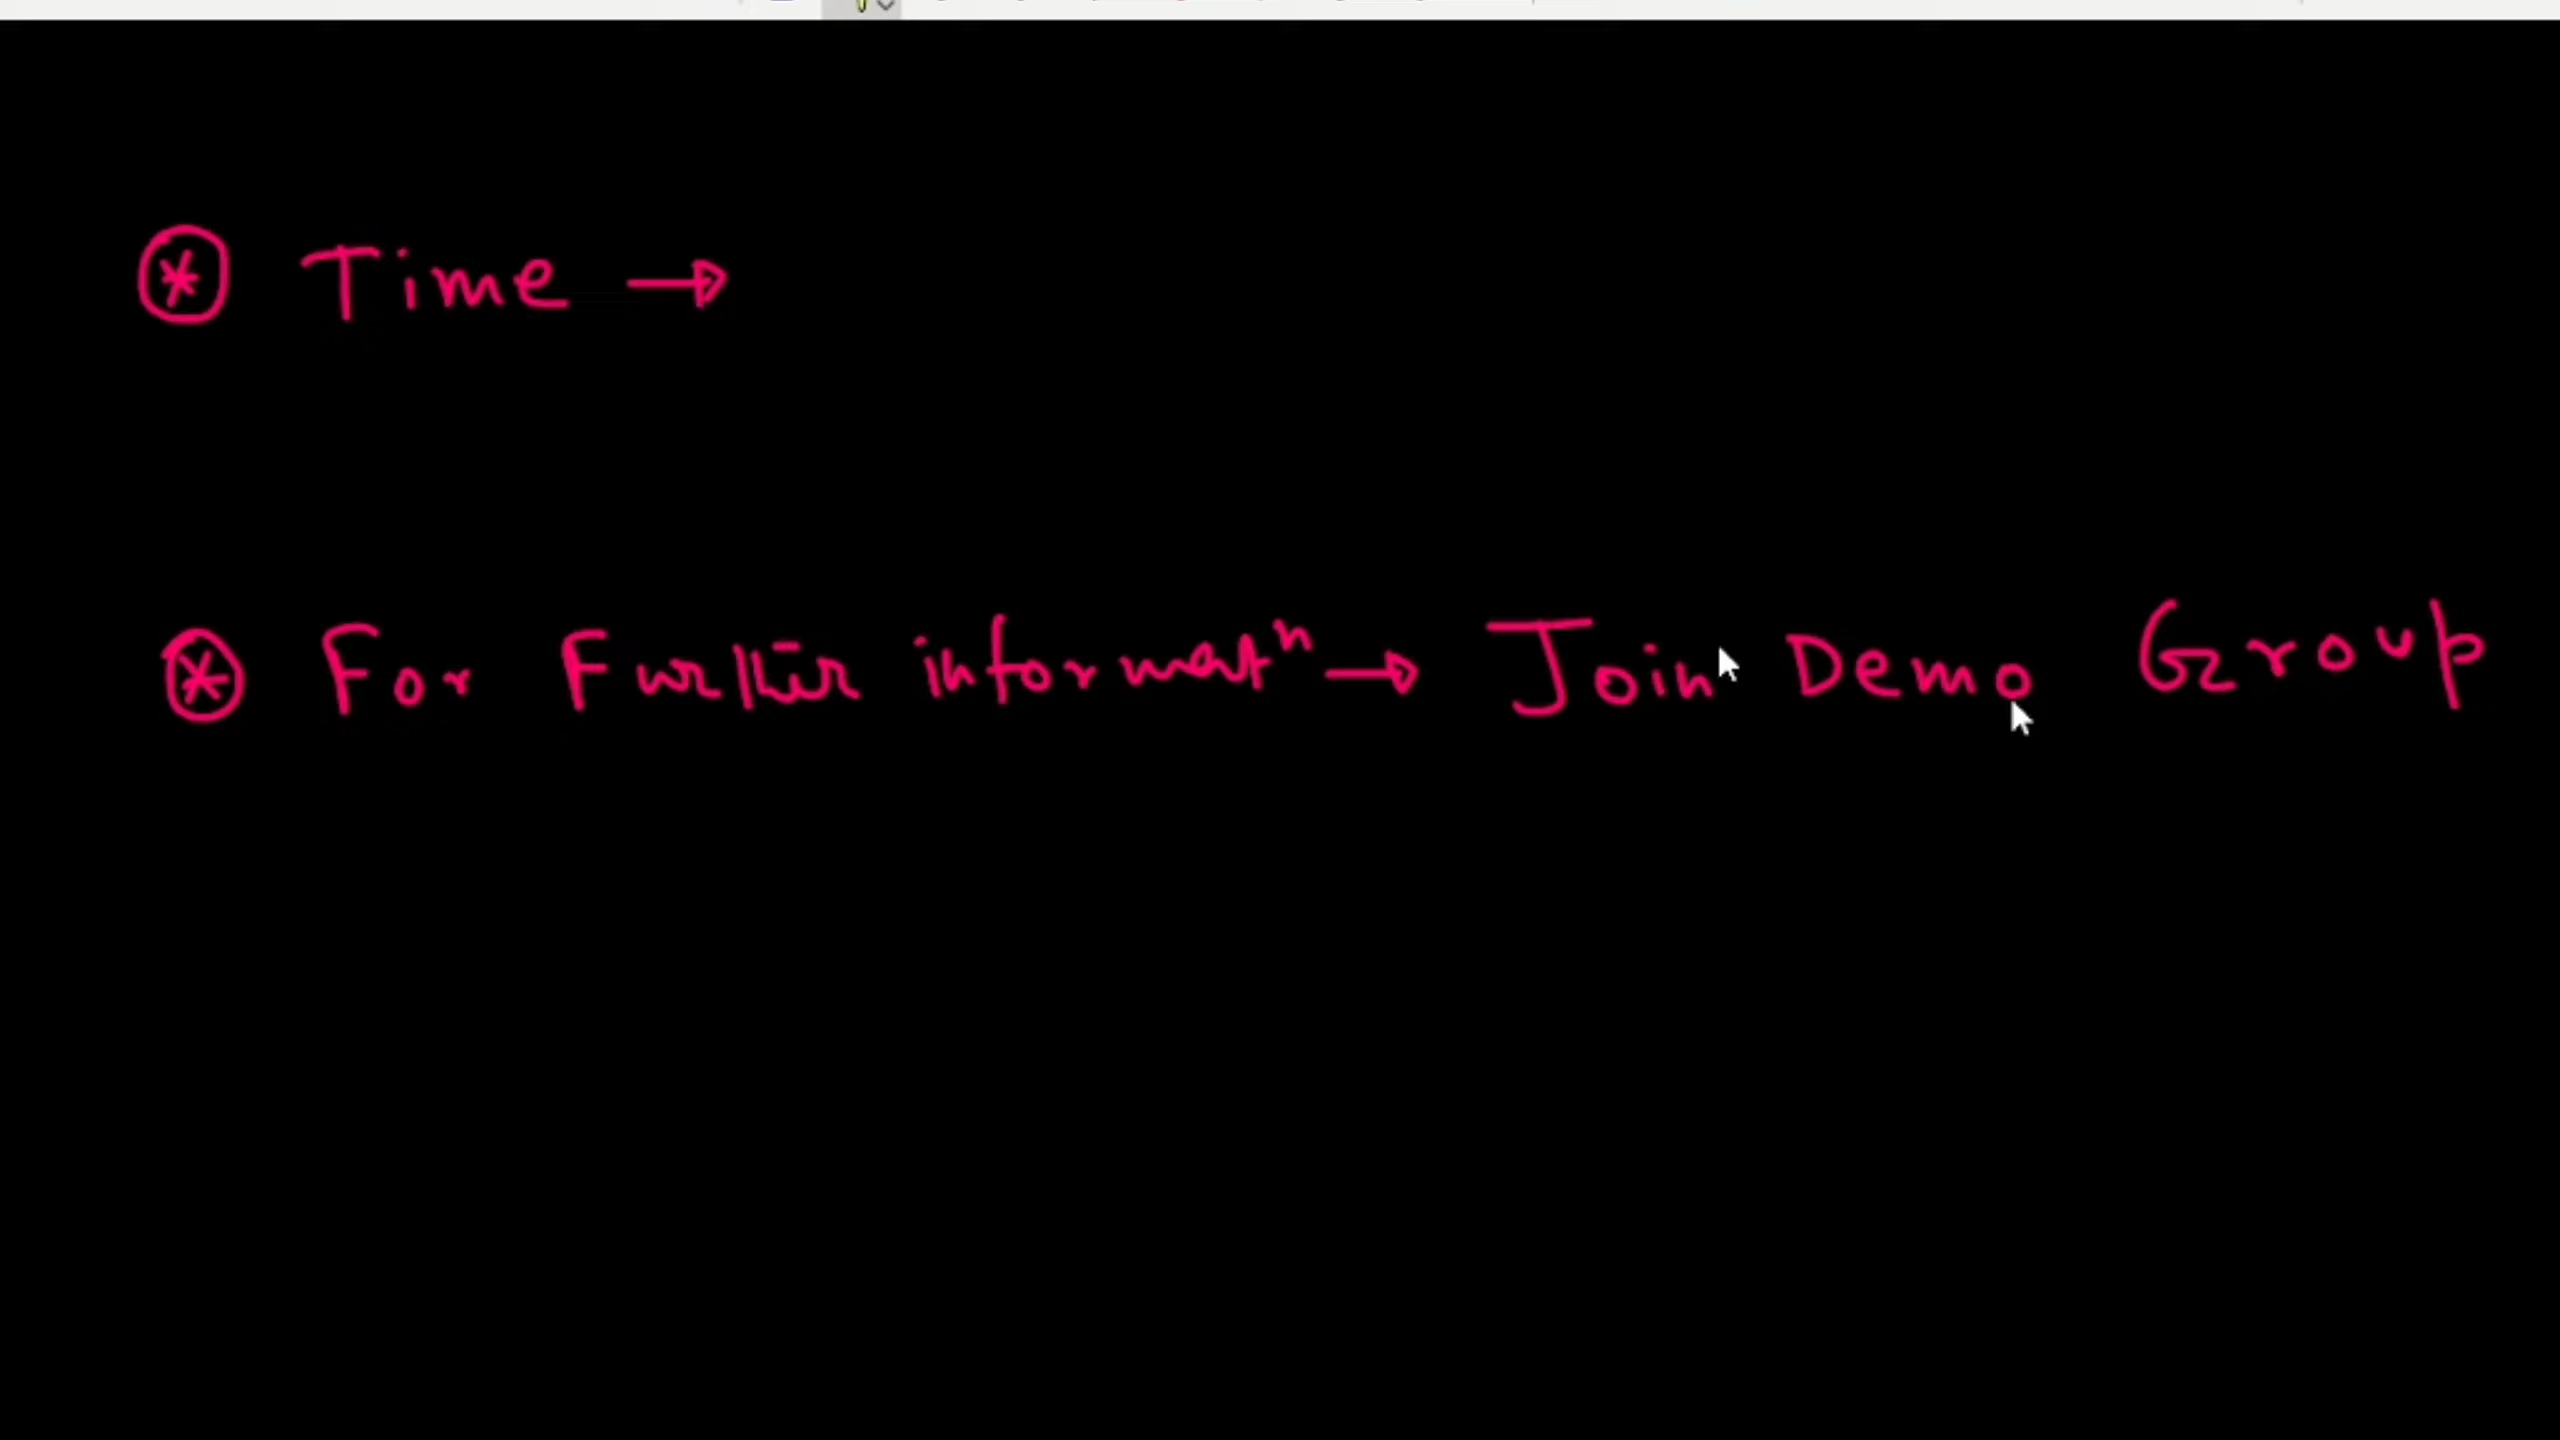 ⊛ Time →
⊛ For Further informatⁿ → Join Demo Group